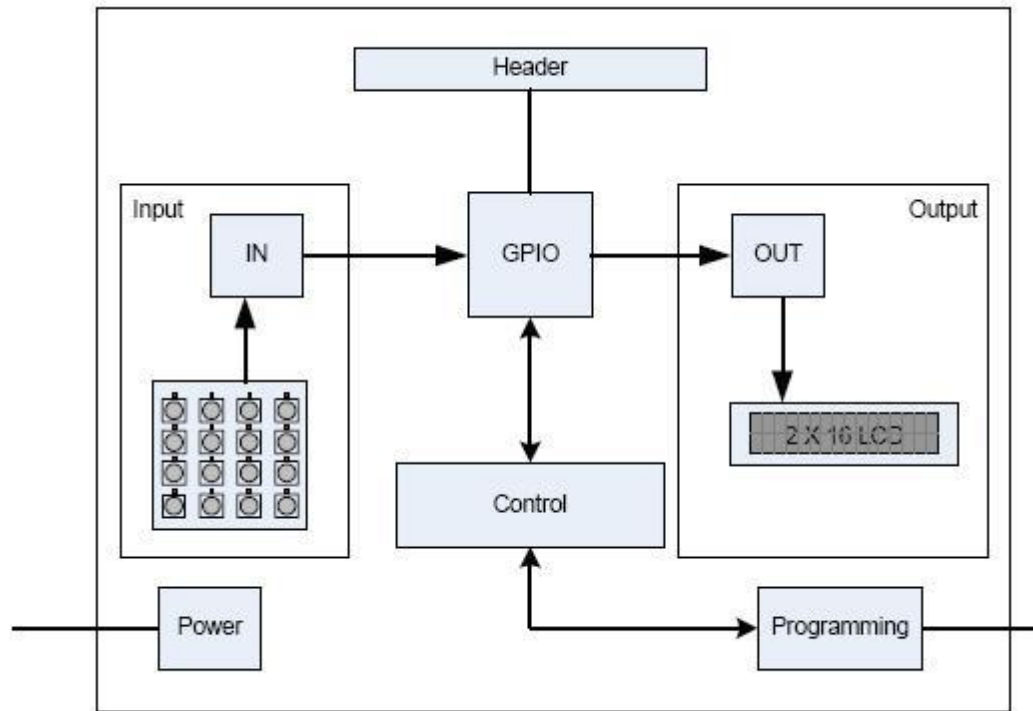 Header
Input
IN
GPIO
OUT
Output
2 X 16 LCD
Control
Power
Programming